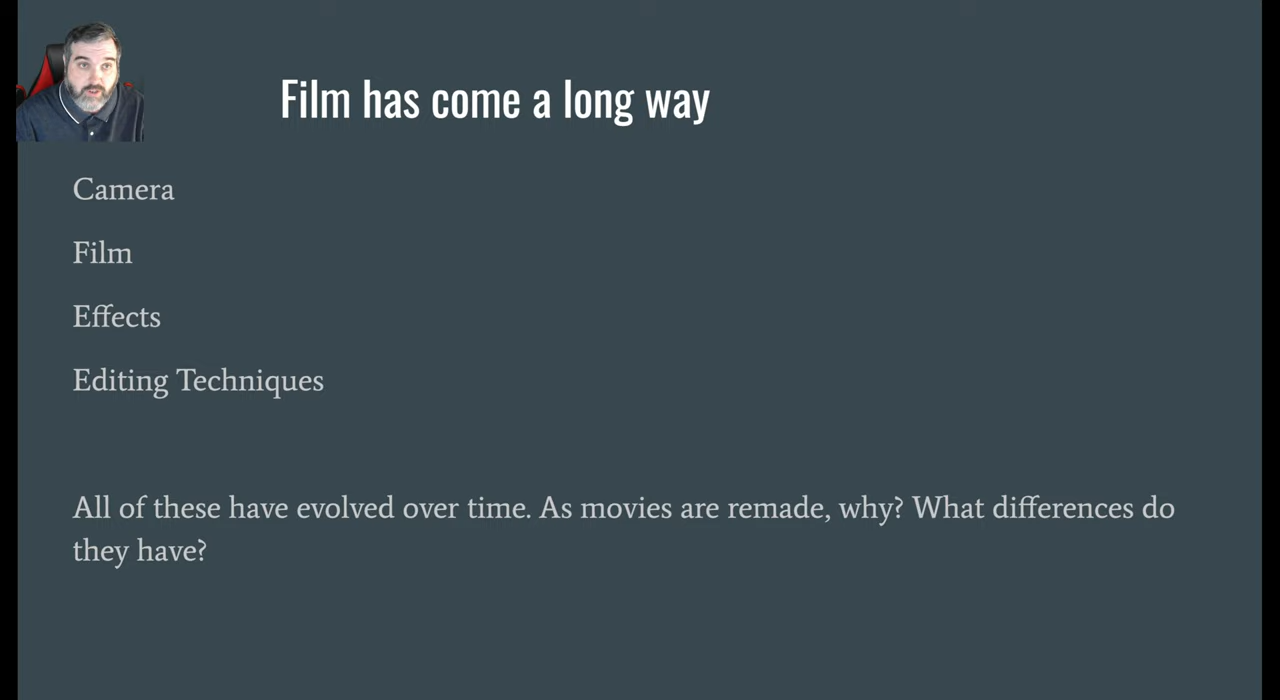 Film has come a long way
Camera
Film
Effects
Editing Techniques
All of these have evolved over time. As movies are remade, why? What differences do
they have?